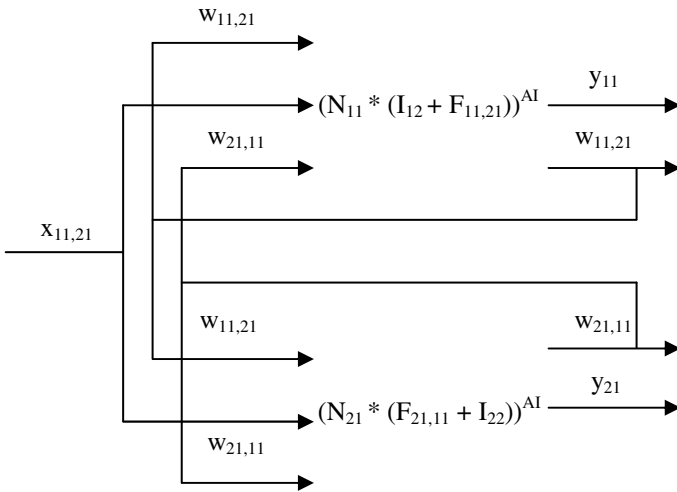 w11,21
(N11 * (I12 + F11,21))^AI y11
w21,11 w11,21
x11,21
w11,21 w21,11
(N21 * (F21,11 + I22))^AI y21
w21,11